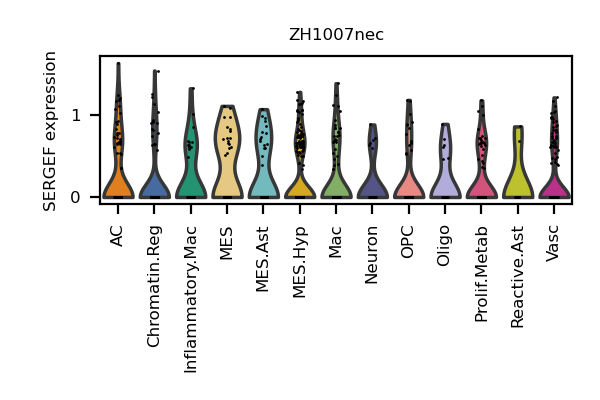 ZH1007nec
SERGEF expression
1
0
AC
Chromatin.Reg
Inflammatory.Mac
MES
MES.Ast
MES.Hyp
Mac
Neuron
OPC
Oligo
Prolif.Metab
Reactive.Ast
Vasc